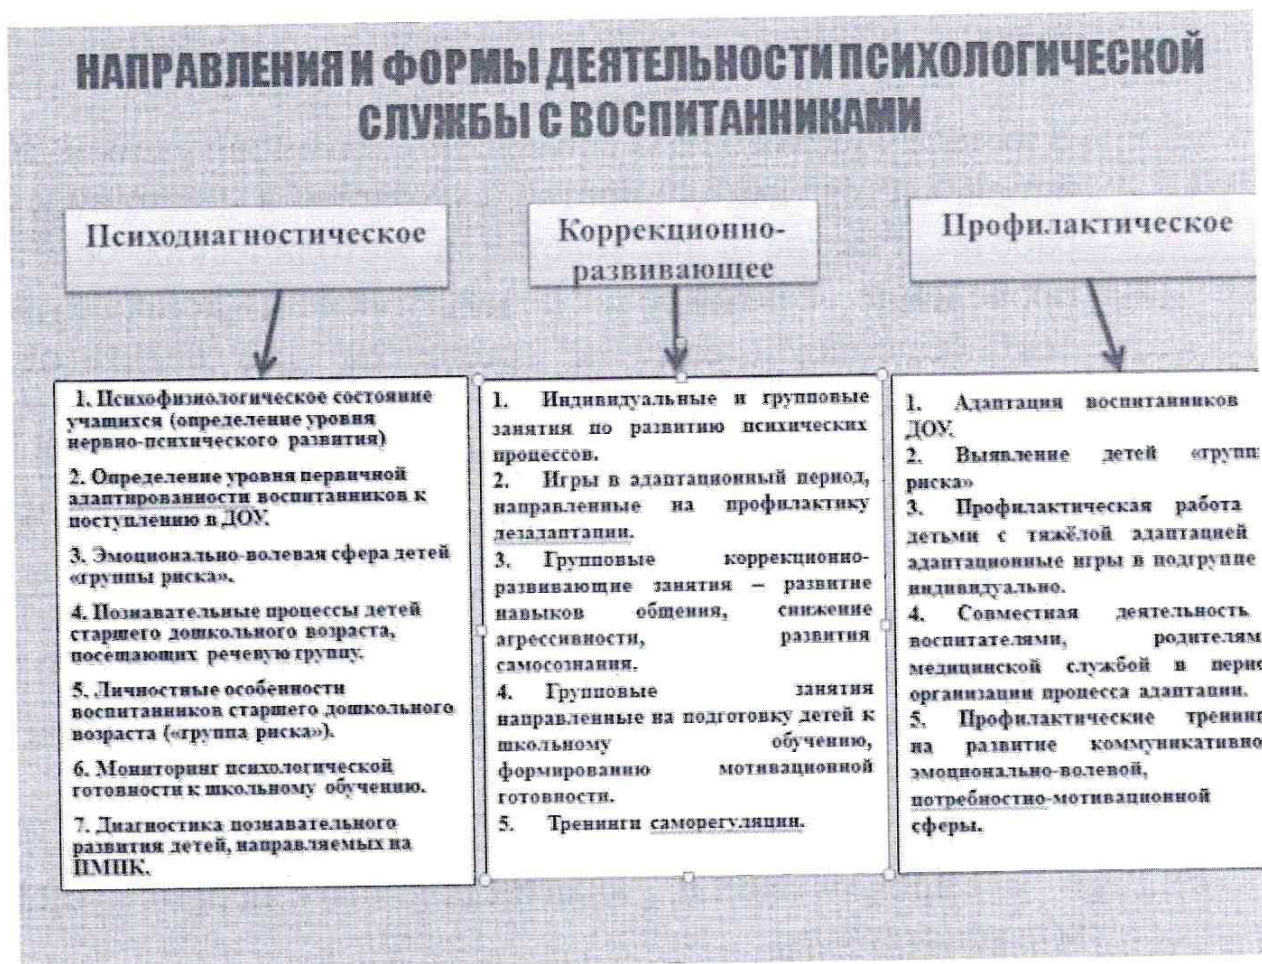 НАПРАВЛЕНИЯ И ФОРМЫ ДЕЯТЕЛЬНОСТИ ПСИХОЛОГИЧЕСКОЙ
СЛУЖБЫ С ВОСПИТАННИКАМИ
Психодиагностическое
1. Психофизиологическое состояние
учащихся (определение уровня
нервно-психического развития)
2. Определение уровня первичной
адаптированности воспитанников к
поступлению в ДОУ.
3. Эмоционально-волевая сфера детей
«группы риска».
4. Познавательные процессы детей
старшего дошкольного возраста,
посещающих речевую группу.
5. Личностные особенности
воспитанников старшего дошкольного
возраста («группа риска»).
6. Мониторинг психологической
готовности к школьному обучению.
7. Диагностика познавательного
развития детей, направляемых на
ПМПК.
Коррекционно-
развивающее
1. Индивидуальные и групповые
занятия по развитию психических
процессов.
2. Игры в адаптационный период,
направленные на профилактику
дезадаптации.
3. Групповые коррекционно-
развивающие занятия – развитие
навыков общения, снижение
агрессивности, развития
самосознания.
4. Групповые занятия
направленные на подготовку детей к
школьному обучению,
формированию мотивационной
готовности.
5. Тренинги саморегуляции.
Профилактическое
1. Адаптация воспитанников
ДОУ.
2. Выявление детей «групп
риска»
3. Профилактическая работа
детьми с тяжёлой адаптацией
адаптационные игры в подгруппе
индивидуально.
4. Совместная деятельность
воспитателями, родителям
медицинской службой в перио
организации процесса адаптации.
5. Профилактические тренинг
на развитие коммуникативно
эмоционально-волевой,
потребностно-мотивационной
сферы.